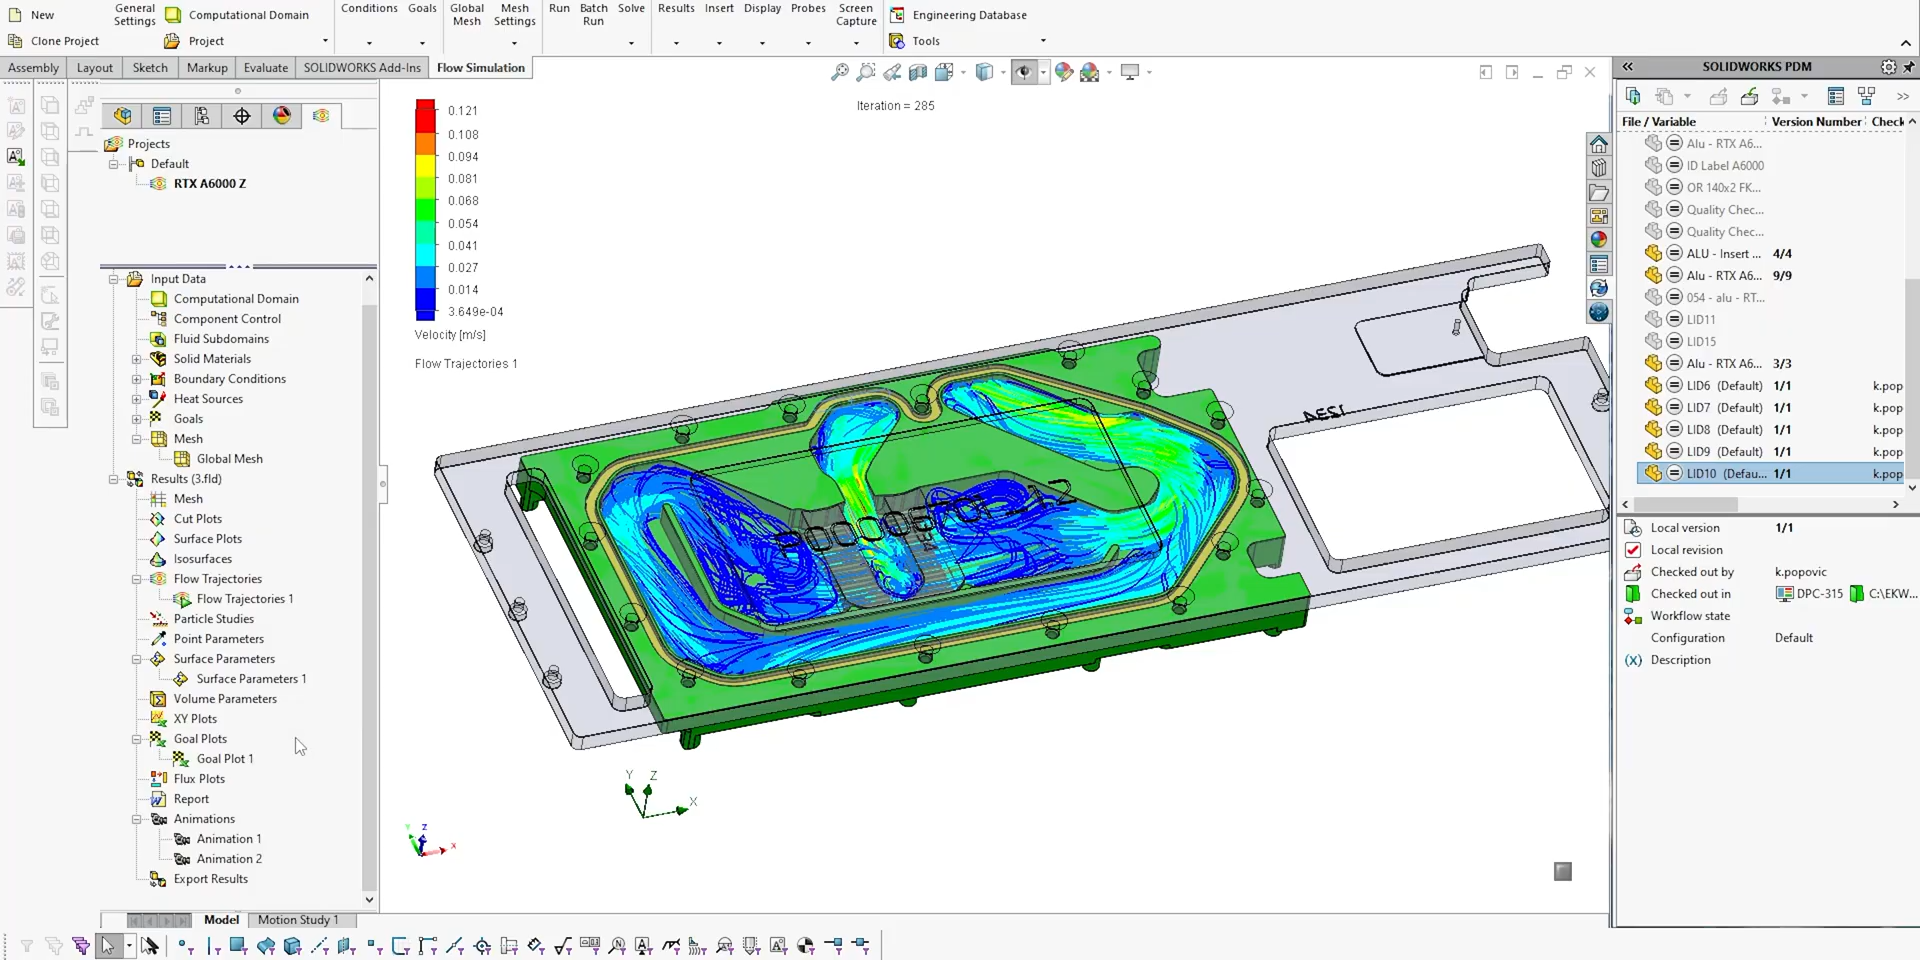 New
General Settings
Computational Domain
Conditions
Goals
Global Mesh
Mesh Settings
Run
Batch Run
Solve
Results
Insert
Display
Probes
Screen Capture
Engineering Database
Clone Project
Project
Tools
Assembly
Layout
Sketch
Markup
Evaluate
SOLIDWORKS Add-Ins
Flow Simulation
Projects
Default
RTX A6000 Z
Input Data
Computational Domain
Component Control
Fluid Subdomains
Solid Materials
Boundary Conditions
Heat Sources
Goals
Mesh
Global Mesh
Results (3.fld)
Mesh
Cut Plots
Surface Plots
Isosurfaces
Flow Trajectories
Flow Trajectories 1
Particle Studies
Point Parameters
Surface Parameters
Surface Parameters 1
Volume Parameters
XY Plots
Goal Plots
Goal Plot 1
Flux Plots
Report
Animations
Animation 1
Animation 2
Export Results
Model
Motion Study 1
Iteration = 285
0.121
0.108
0.094
0.081
0.068
0.054
0.041
0.027
0.014
3.649e-04
Velocity [m/s]
Flow Trajectories 1
Y
Z
X
SOLIDWORKS PDM
File / Variable Version Number Check
Alu - RTX A6...
ID Label A6000
OR 140x2 FK...
Quality Chec...
Quality Chec...
ALU - Insert ... 4/4
Alu - RTX A6... 9/9
054 - alu - RT...
LID11
LID15
Alu - RTX A6... 3/3
LID6 (Default) 1/1 k.pop
LID7 (Default) 1/1 k.pop
LID8 (Default) 1/1 k.pop
LID9 (Default) 1/1 k.pop
LID10 (Defau... 1/1 k.pop
Local version 1/1
Local revision
Checked out by k.popovic
Checked out in DPC-315 C:\EKW...
Workflow state
Configuration Default
Description